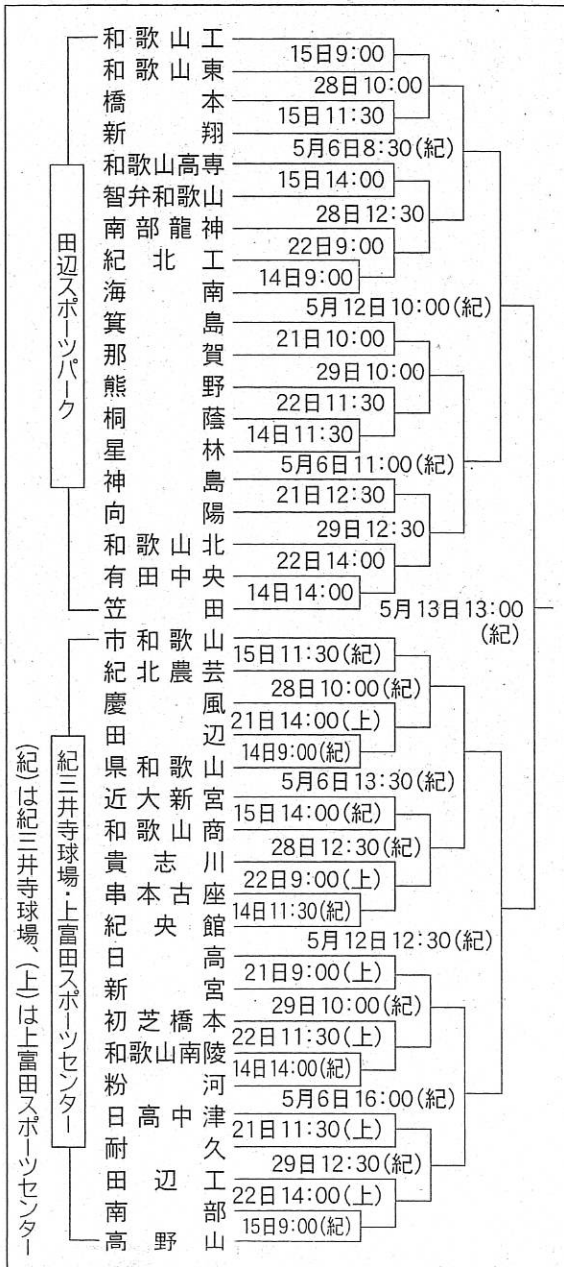 和歌山工
15日9:00
和歌山東
28日10:00
橋本
15日11:30
新翔
5月6日8:30(紀)
和歌山高専
15日14:00
智弁和歌山
28日12:30
南部龍神
22日9:00
紀北工
14日9:00
海南
5月12日10:00(紀)
箕島
21日10:00
那賀
29日10:00
熊野
22日11:30
桐蔭
14日11:30
星林
5月6日11:00(紀)
神島
21日12:30
向陽
29日12:30
和歌山北
22日14:00
有田中央
14日14:00
笠田
5月13日13:00
(紀)
市和歌山
15日11:30(紀)
紀北農芸
28日10:00(紀)
慶風
21日14:00(上)
田辺
14日9:00(紀)
県和歌山
5月6日13:30(紀)
近大新宮
15日14:00(紀)
和歌山商
28日12:30(紀)
貴志川
22日9:00(上)
串本古座
14日11:30(紀)
紀央館
5月12日12:30(紀)
日高
21日9:00(上)
新宮
29日10:00(紀)
初芝橋本
22日11:30(上)
和歌山南陵
14日14:00(紀)
粉河
5月6日16:00(紀)
日高中津
21日11:30(上)
耐久
29日12:30(紀)
田辺工
22日14:00(上)
南部
15日9:00(紀)
高野山
田辺スポーツパーク
紀三井寺球場・上富田スポーツセンター
(紀)は紀三井寺球場、(上)は上富田スポーツセンター